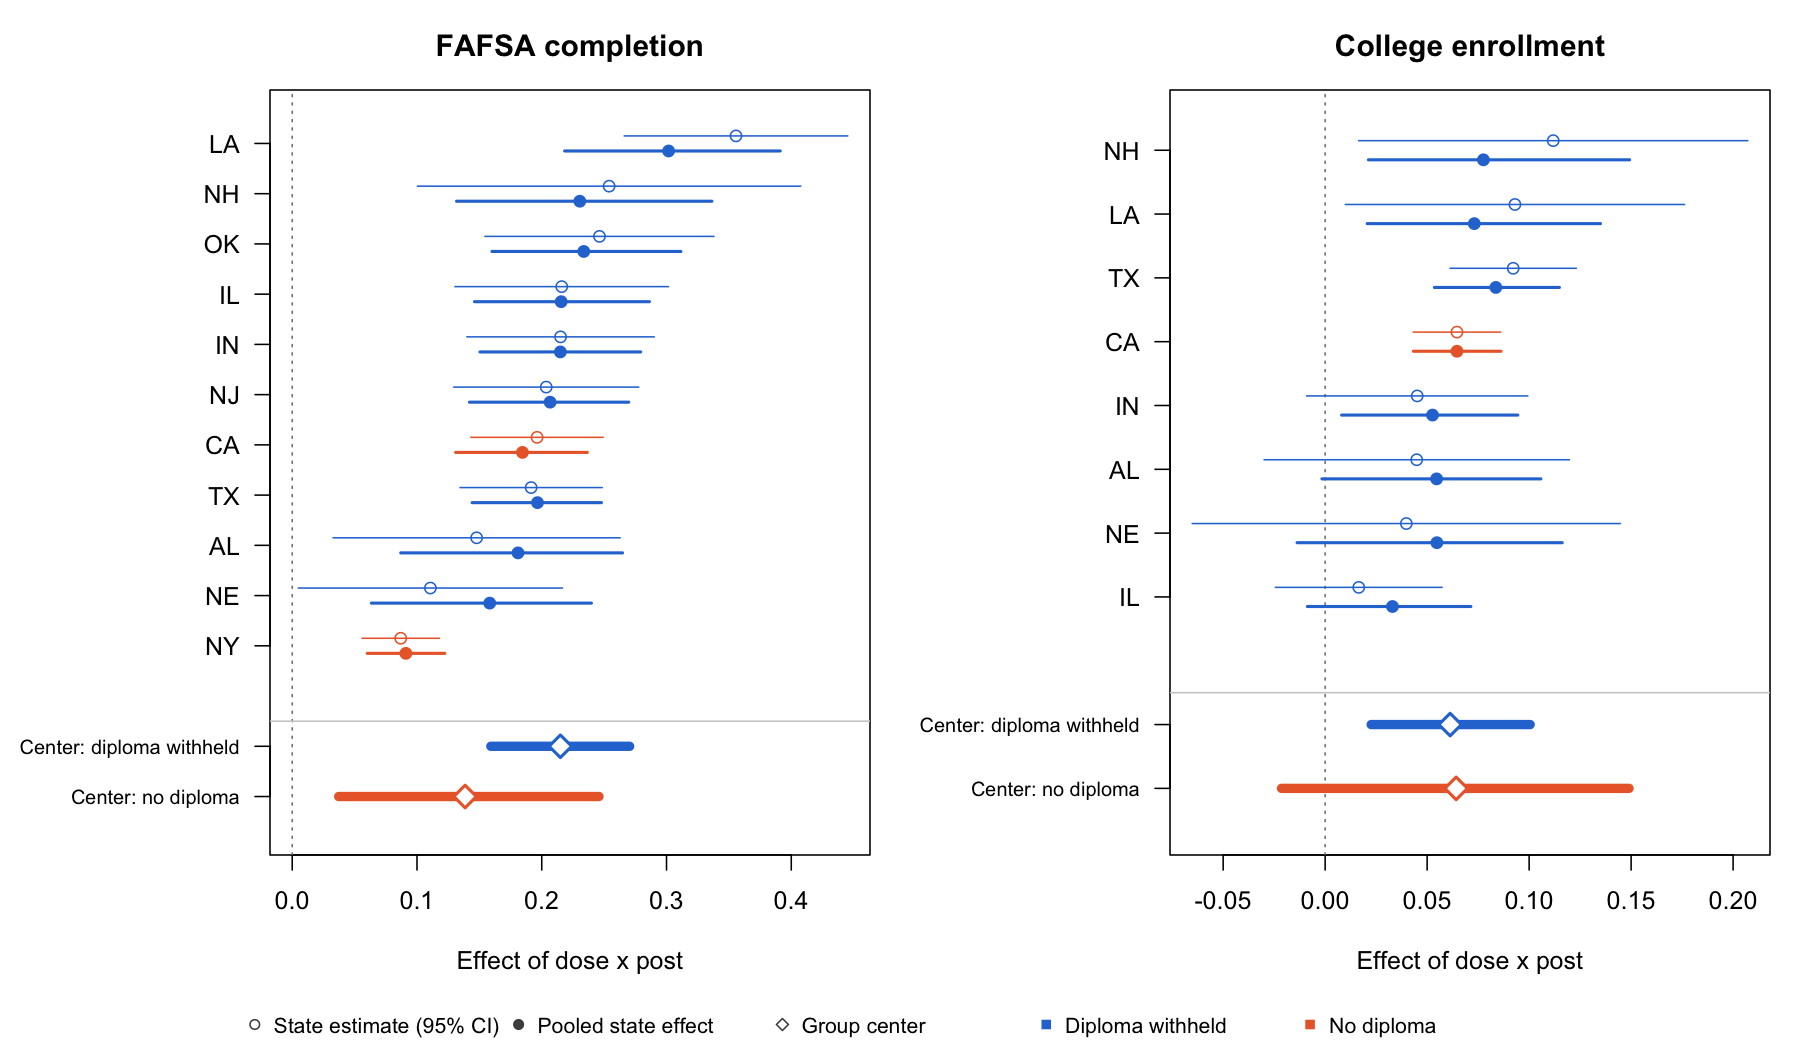 FAFSA completion
LA
NH
OK
IL
IN
NJ
CA
TX
AL
NE
NY
Center: diploma withheld
Center: no diploma
0.0 0.1 0.2 0.3 0.4
Effect of dose x post
College enrollment
NH
LA
TX
CA
IN
AL
NE
IL
Center: diploma withheld
Center: no diploma
-0.05 0.00 0.05 0.10 0.15 0.20
Effect of dose x post
State estimate (95% CI) Pooled state effect Group center Diploma withheld No diploma